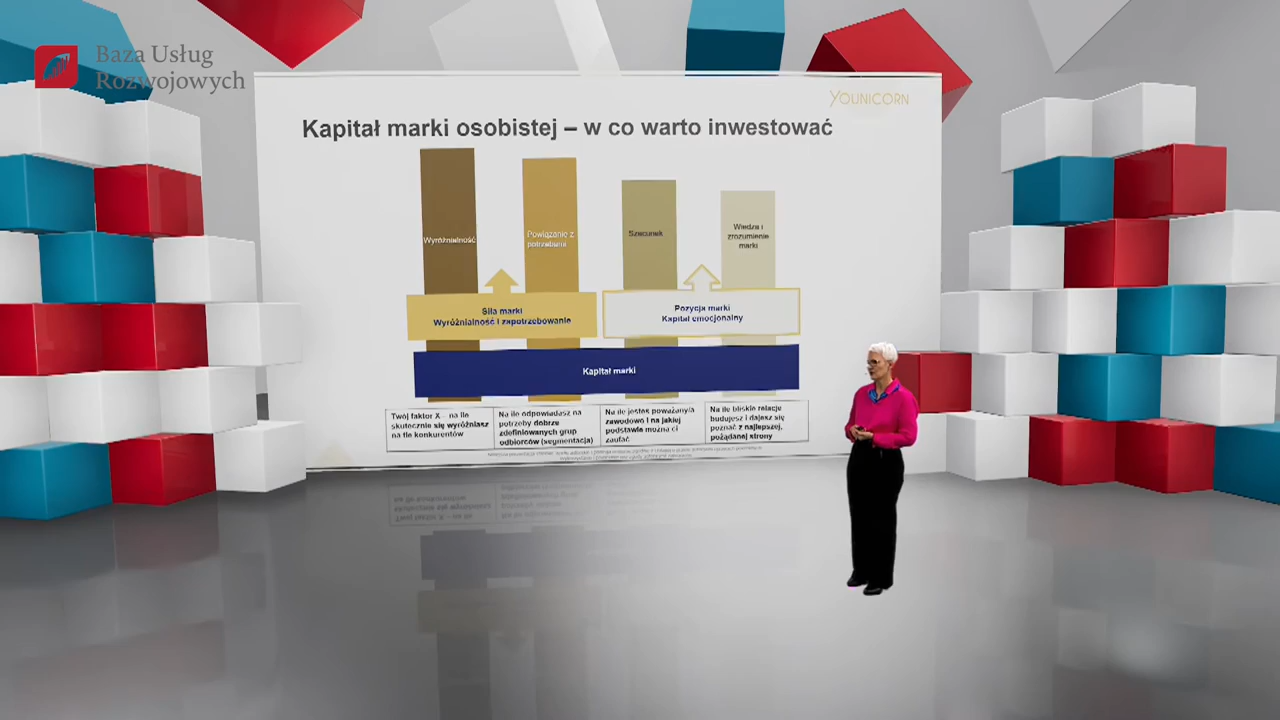 Baza Usług
Rozwojowych
YOUNICORN
Kapitał marki osobistej – w co warto inwestować
Wyróżnialność
Powiązanie z
potrzebami
Szacunek
Wiedza i
zrozumienie
marki
Siła marki
Wyróżnialność i zapotrzebowanie
Pozycja marki
Kapitał emocjonalny
Kapitał marki
Twój faktor X – na ile
skutecznie się wyróżniasz
na tle konkurentów
Na ile odpowiadasz na
potrzeby dobrze
zdefiniowanych grup
odbiorców (segmentacja)
Na ile jesteś poważany/a
zawodowo i na jakiej
podstawie można ci
zaufać
Na ile bliskie relacje
budujesz i dajesz się
poznać z najlepszej,
pożądanej strony